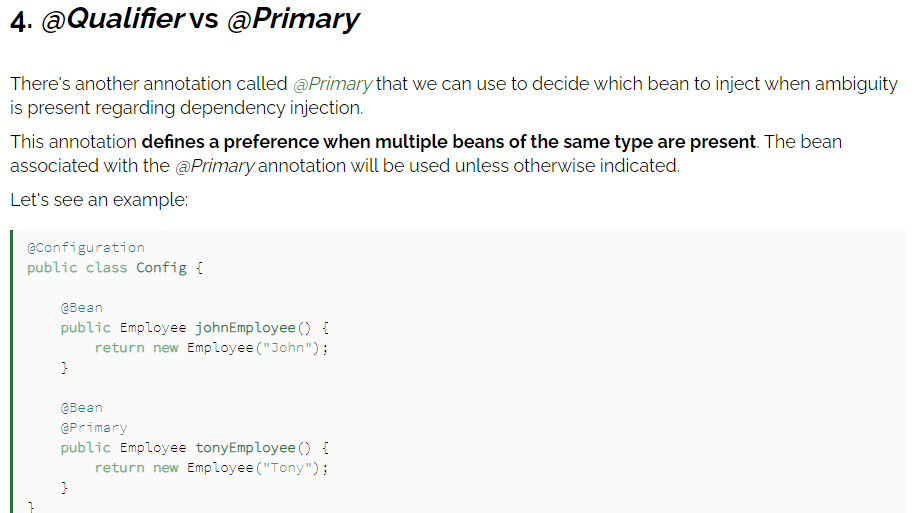 4. @Qualifier vs @Primary
There's another annotation called @Primary that we can use to decide which bean to inject when ambiguity
is present regarding dependency injection.
This annotation defines a preference when multiple beans of the same type are present. The bean
associated with the @Primary annotation will be used unless otherwise indicated.
Let's see an example:
@Configuration
public class Config {
@Bean
public Employee johnEmployee() {
return new Employee("John");
}
@Bean
@Primary
public Employee tonyEmployee() {
return new Employee("Tony");
}
}